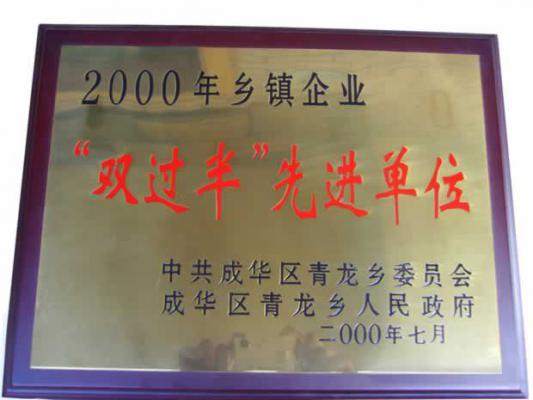 2000年乡镇企业
“双过半”先进单位
中共成华区青龙乡委员会
成华区青龙乡人民政府
二000年七月